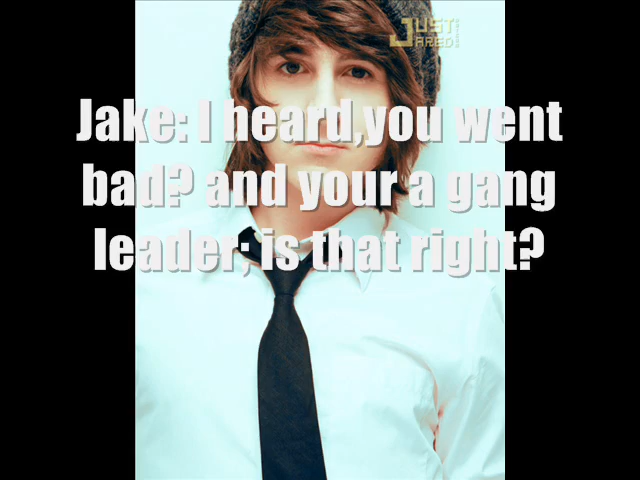 JUST
JARED
Jake: I heard,you went
bad? and your a gang
leader; is that right?